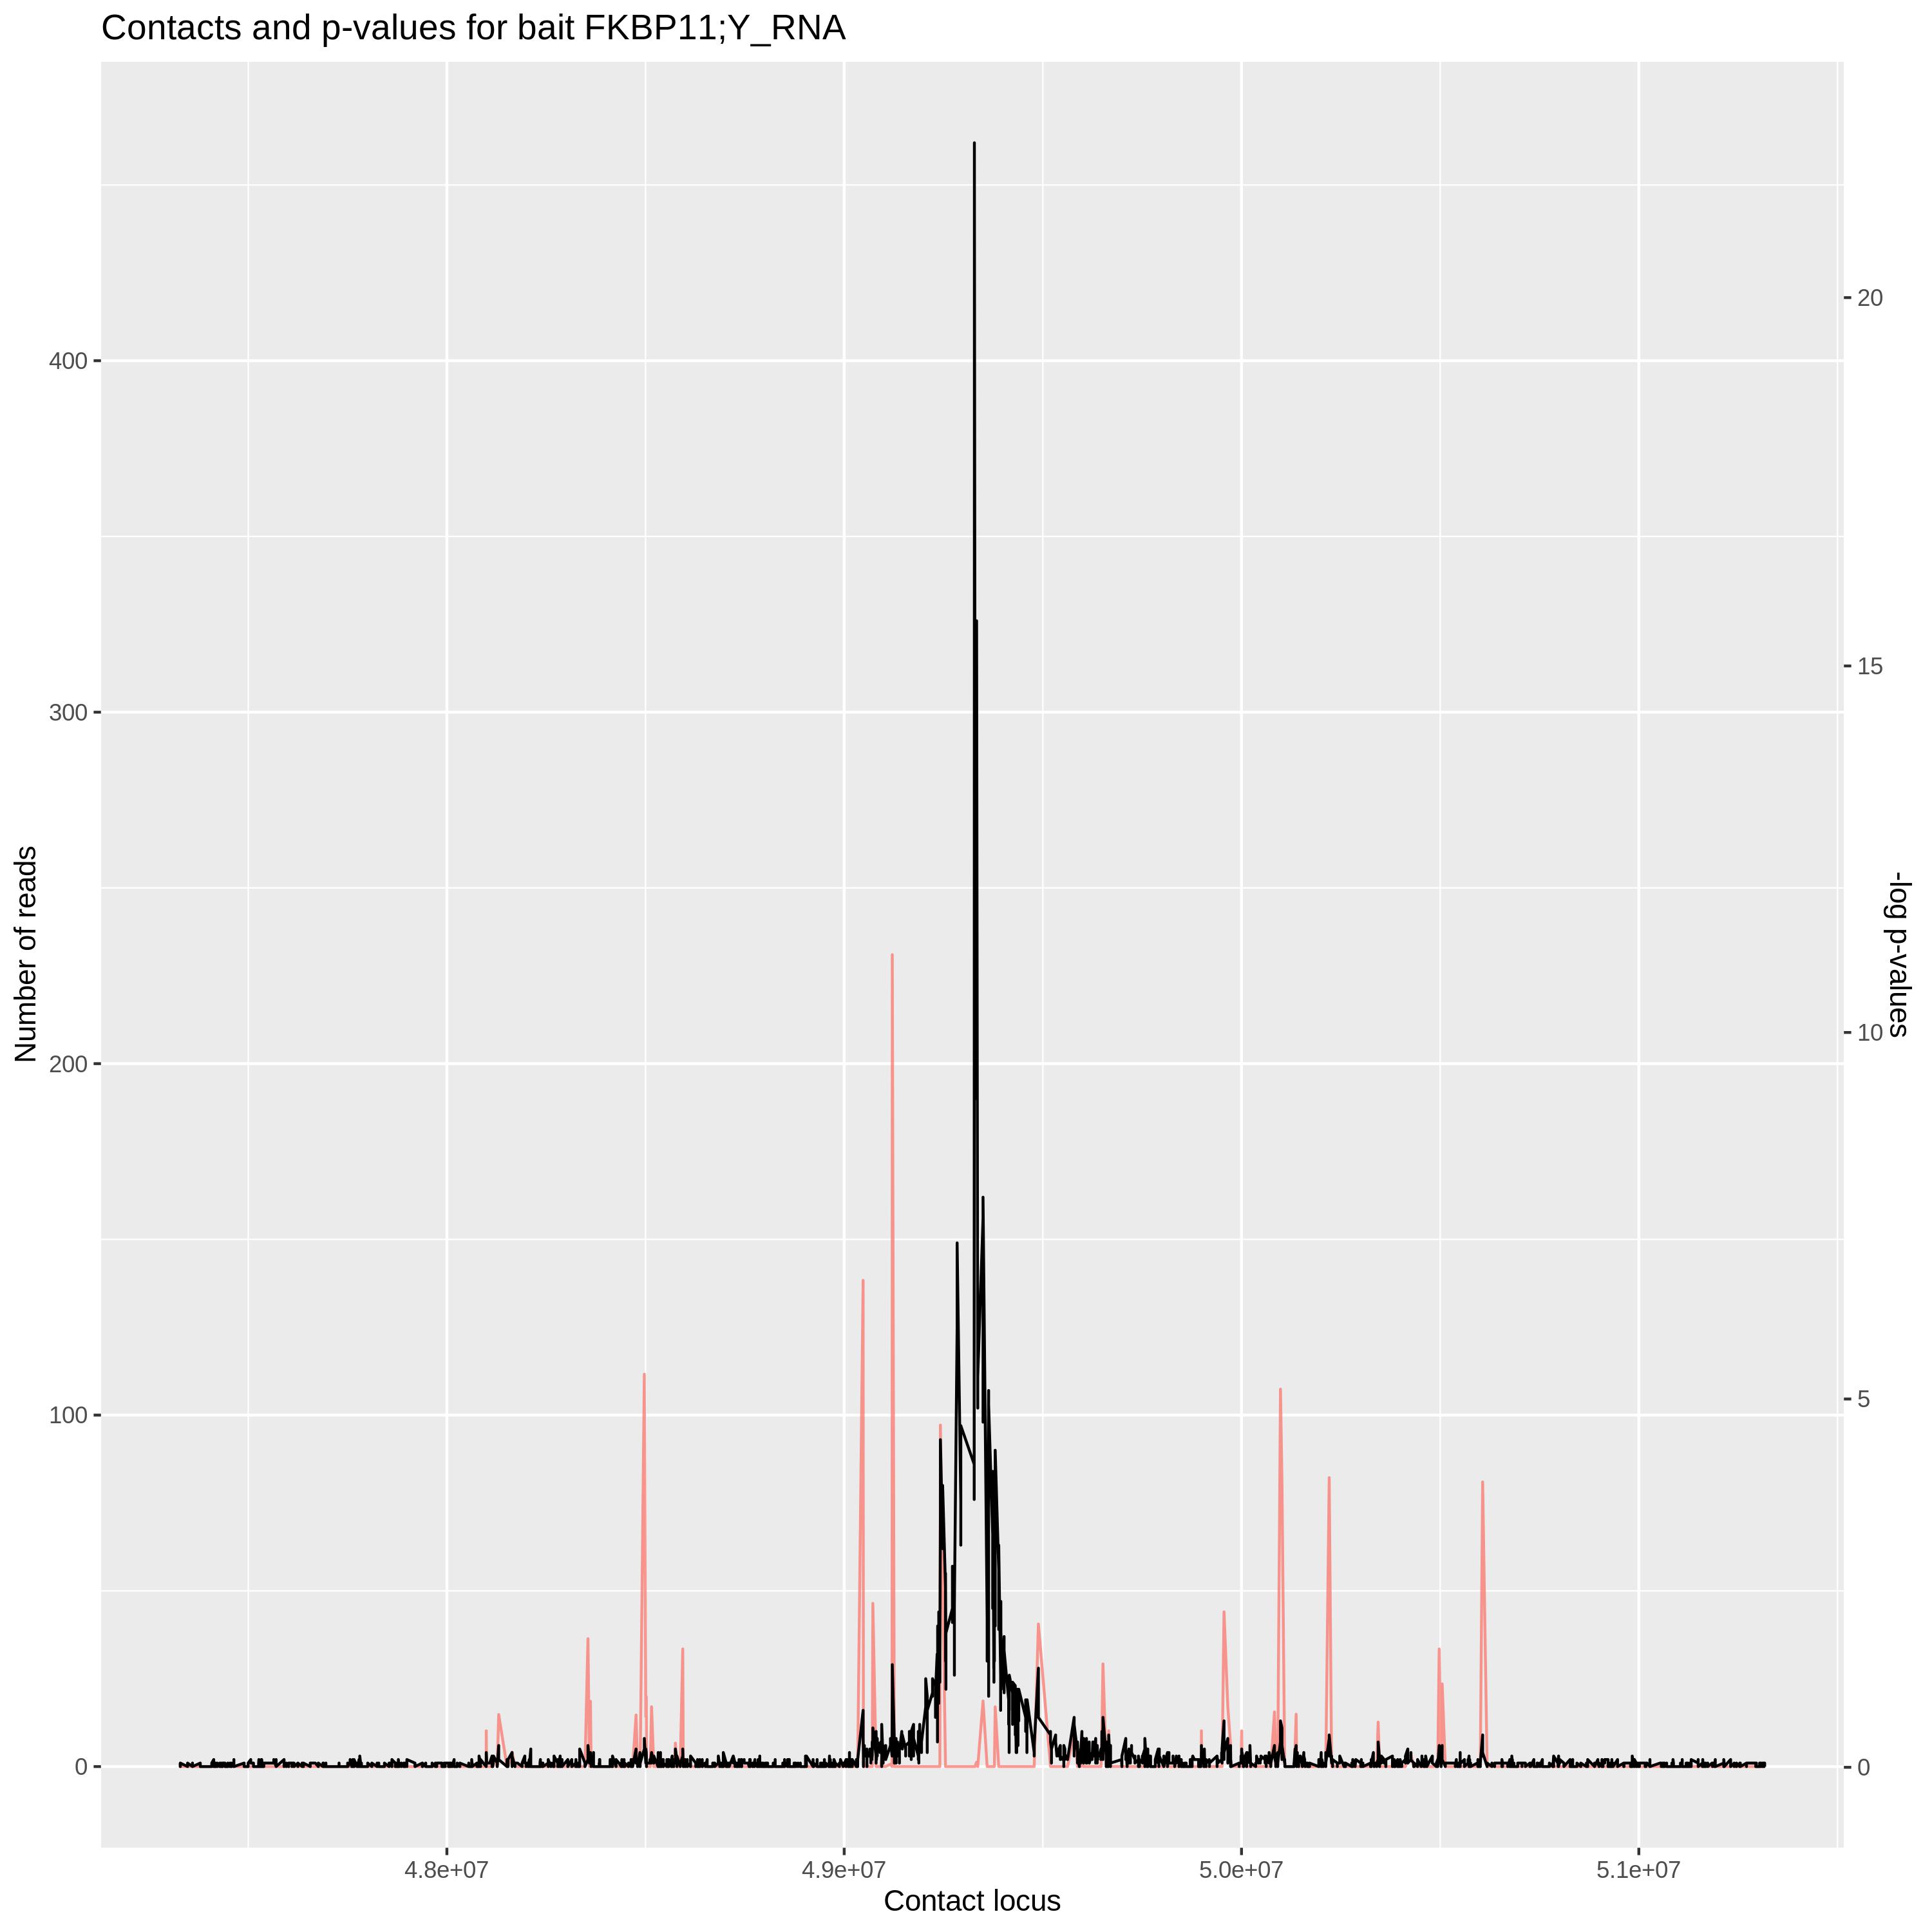 Contacts and p-values for bait FKBP11;Y_RNA
Number of reads
400
300
200
100
0
20
15
10
5
0
-log p-values
4.8e+07
4.9e+07
5.0e+07
5.1e+07
Contact locus